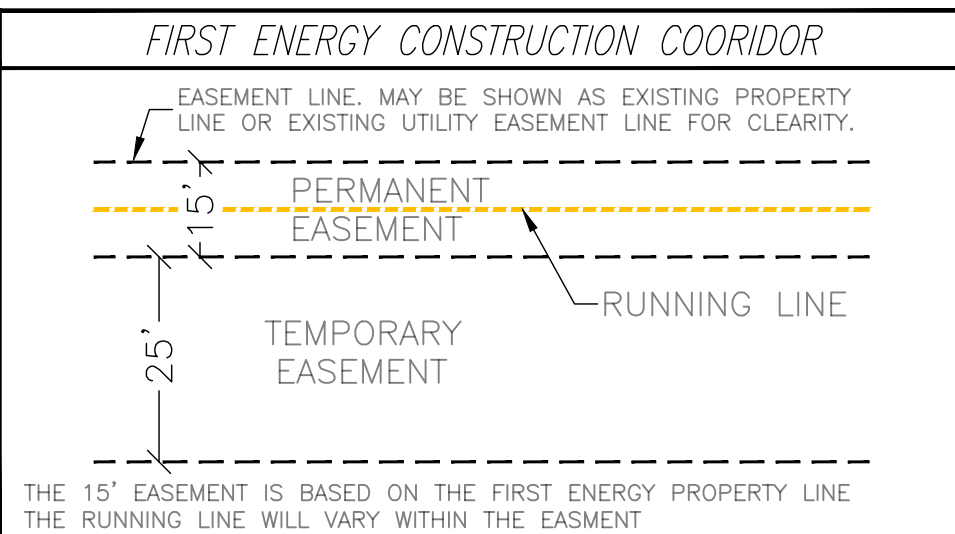 FIRST ENERGY CONSTRUCTION COORIDOR
EASEMENT LINE. MAY BE SHOWN AS EXISTING PROPERTY
LINE OR EXISTING UTILITY EASEMENT LINE FOR CLEARITY.
PERMANENT
EASEMENT
15'
RUNNING LINE
TEMPORARY
EASEMENT
25'
THE 15' EASEMENT IS BASED ON THE FIRST ENERGY PROPERTY LINE
THE RUNNING LINE WILL VARY WITHIN THE EASMENT